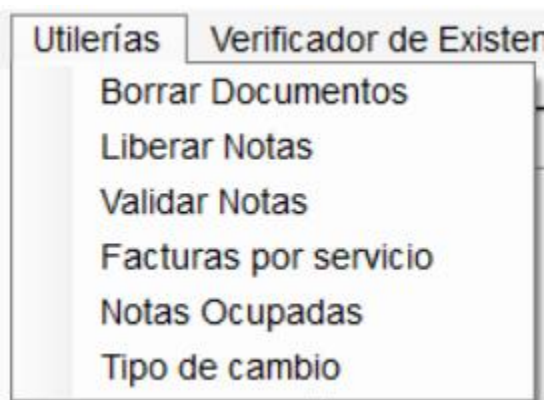 Utilerías Verificador de Existen
Borrar Documentos
Liberar Notas
Validar Notas
Facturas por servicio
Notas Ocupadas
Tipo de cambio